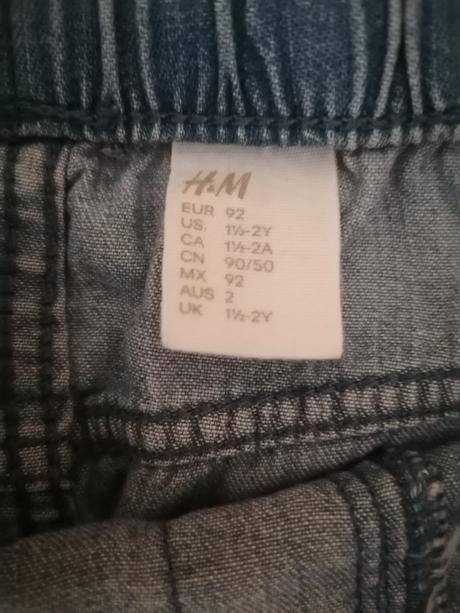 H&M
EUR 92
US. 1½-2Y
CA 1½-2A
CN 90/50
MX 92
AUS 2
UK 1½-2Y